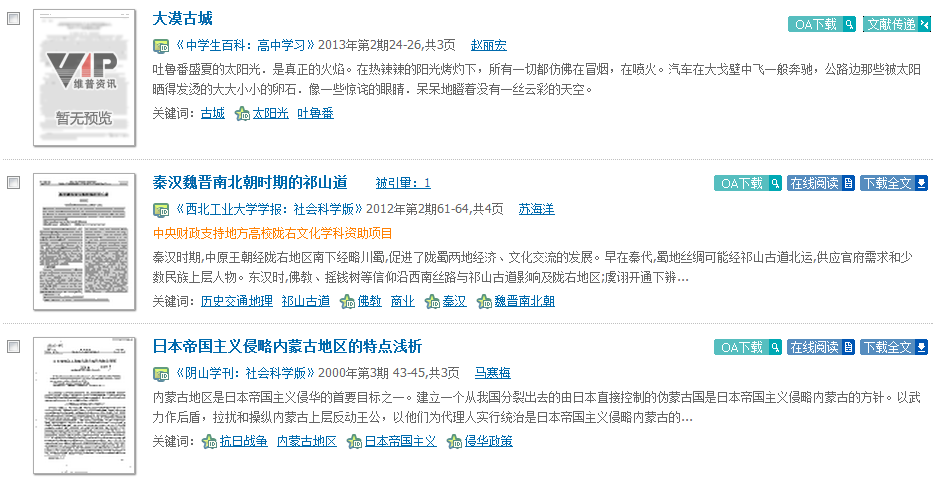 大漠古城
OA下载 文献传递
《中学生百科：高中学习》2013年第2期24-26,共3页 赵丽宏
吐鲁番盛夏的太阳光．是真正的火焰。在热辣辣的阳光烤灼下，所有一切都仿佛在冒烟，在喷火。汽车在大戈壁中飞一般奔驰，公路边那些被太阳
晒得发烫的大大小小的卵石．像一些惊诧的眼睛．呆呆地瞪着没有一丝云彩的天空。
关键词： 古城 太阳光 吐鲁番
VIP
维普资讯
暂无预览
秦汉魏晋南北朝时期的祁山道 被引量：1
OA下载 在线阅读 下载全文
《西北工业大学学报：社会科学版》2012年第2期61-64,共4页 苏海洋
中央财政支持地方高校陇右文化学科资助项目
秦汉时期,中原王朝经陇右地区南下经略川蜀,促进了陇蜀两地经济、文化交流的发展。早在秦代,蜀地丝绸可能经祁山古道北运,供应官府需求和少
数民族上层人物。东汉时,佛教、摇钱树等信仰沿西南丝路与祁山古道影响及陇右地区;虞诩开通下辨…
关键词： 历史交通地理 祁山古道 佛教 商业 秦汉 魏晋南北朝
日本帝国主义侵略内蒙古地区的特点浅析
OA下载 在线阅读 下载全文
《阴山学刊：社会科学版》2000年第3期 43-45,共3页 马寒梅
内蒙古地区是日本帝国主义侵华的首要目标之一。建立一个从我国分裂出去的由日本直接控制的伪蒙古国是日本帝国主义侵略内蒙古的方针。以武
力作后盾，拉拢和操纵内蒙古上层反动王公，以他们为代理人实行统治是日本帝国主义侵略内蒙古的…
关键词： 抗日战争 内蒙古地区 日本帝国主义 侵华政策